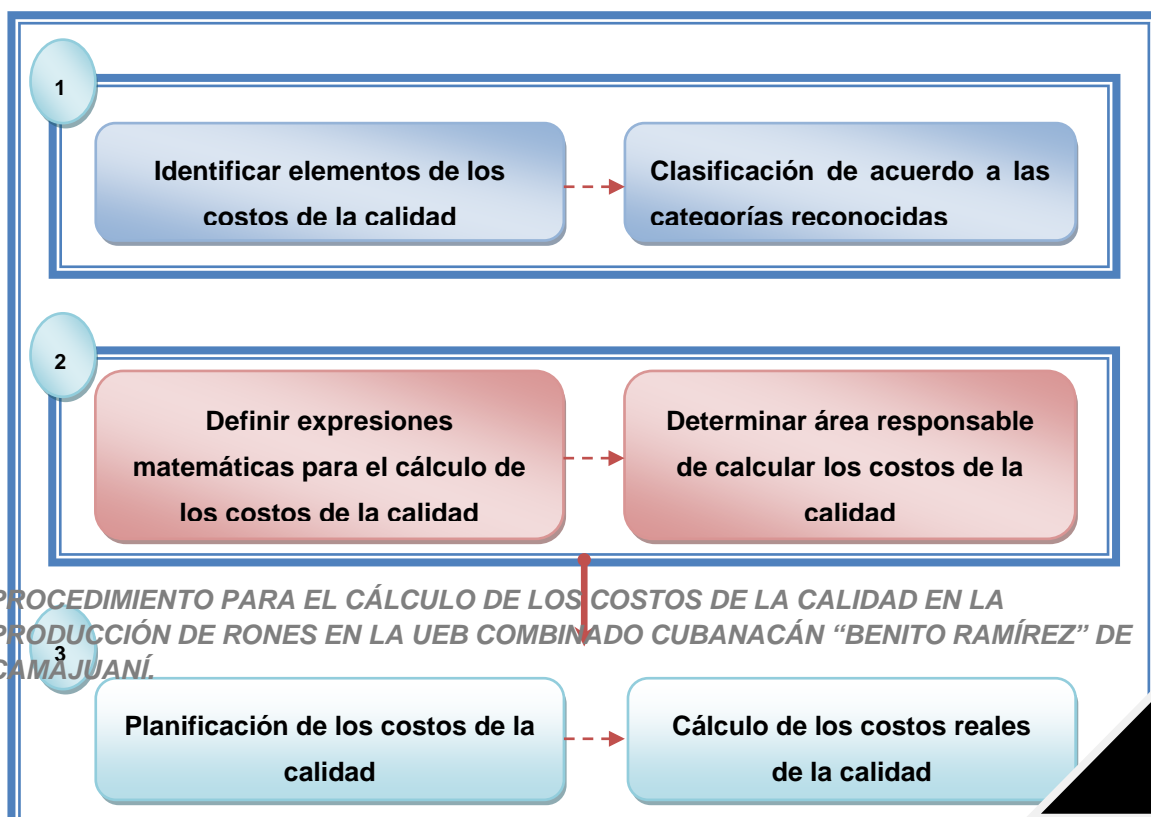 1
Identificar elementos de los
costos de la calidad
Clasificación de acuerdo a las
categorías reconocidas
2
Definir expresiones
matemáticas para el cálculo de
los costos de la calidad
Determinar área responsable
de calcular los costos de la
calidad
PROCEDIMIENTO PARA EL CÁLCULO DE LOS COSTOS DE LA CALIDAD EN LA
PRODUCCIÓN DE RONES EN LA UEB COMBINADO CUBANACÁN “BENITO RAMÍREZ” DE
CAMAJUANÍ.
3
Planificación de los costos de la
calidad
Cálculo de los costos reales
de la calidad